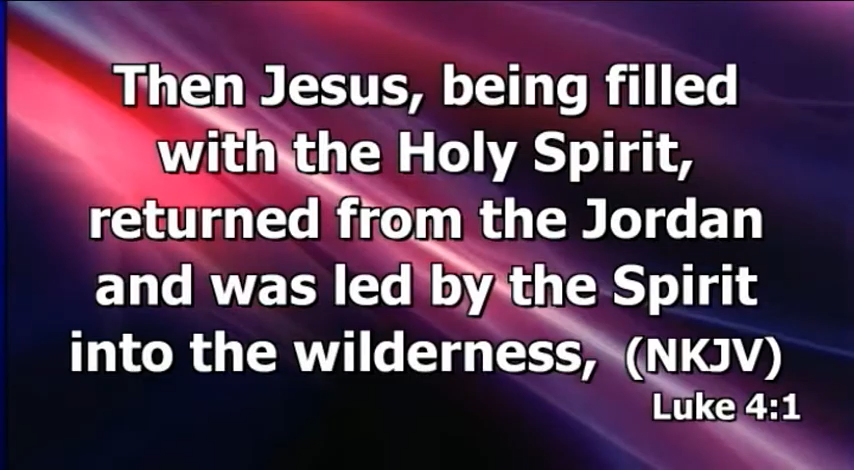 Then Jesus, being filled
with the Holy Spirit,
returned from the Jordan
and was led by the Spirit
into the wilderness, (NKJV)
Luke 4:1